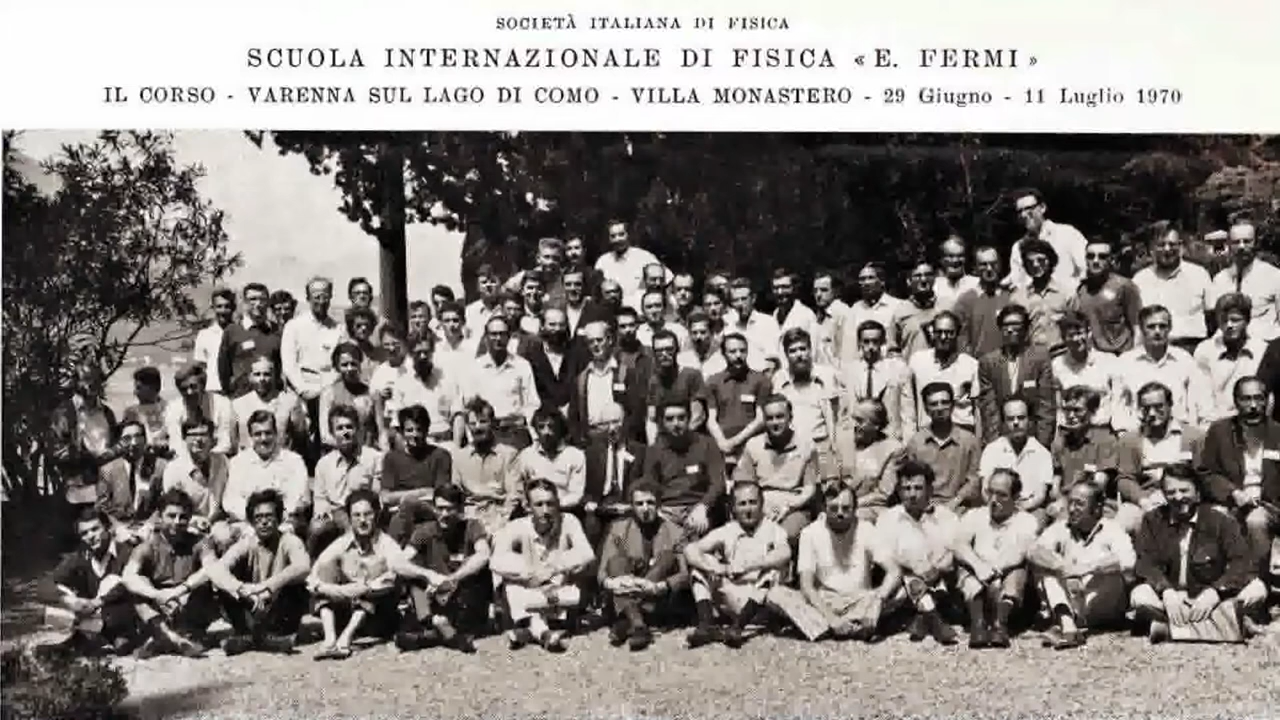 SOCIETÀ ITALIANA DI FISICA
SCUOLA INTERNAZIONALE DI FISICA « E. FERMI »
IL CORSO - VARENNA SUL LAGO DI COMO - VILLA MONASTERO - 29 Giugno - 11 Luglio 1970